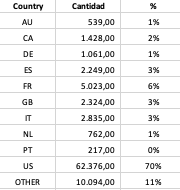 Country Cantidad %
AU 539,00 1%
CA 1.428,00 2%
DE 1.061,00 1%
ES 2.249,00 3%
FR 5.023,00 6%
GB 2.324,00 3%
IT 2.835,00 3%
NL 762,00 1%
PT 217,00 0%
US 62.376,00 70%
OTHER 10.094,00 11%